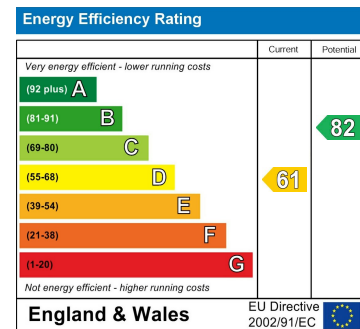 Energy Efficiency Rating
Current Potential
Very energy efficient - lower running costs
(92 plus) A
(81-91) B
(69-80) C
(55-68) D
(39-54) E
(21-38) F
(1-20) G
82
61
Not energy efficient - higher running costs
England & Wales
EU Directive
2002/91/EC